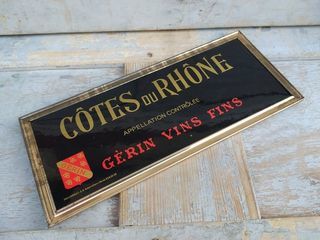 CÔTES DU RHÔNE
APPELLATION CONTRÔLÉE
GÉRIN VINS FINS